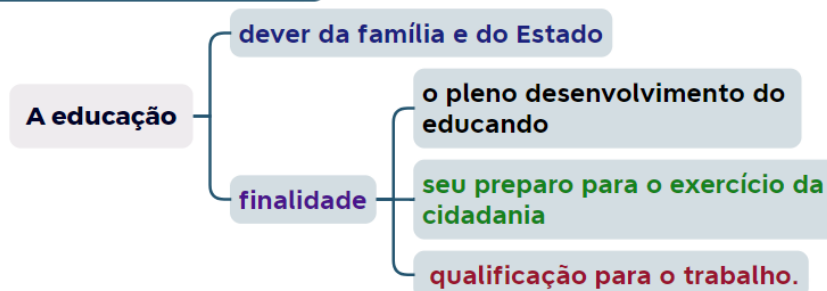 dever da família e do Estado
A educação
o pleno desenvolvimento do
educando
finalidade
seu preparo para o exercício da
cidadania
qualificação para o trabalho.